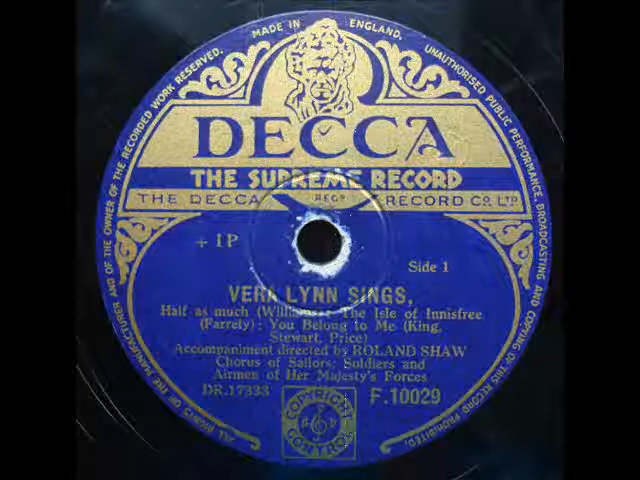 MADE IN ENGLAND.
UNAUTHORISED PUBLIC PERFORMANCE, BROADCASTING AND COPYING OF THIS RECORD PROHIBITED.
ALL RIGHTS OF THE MANUFACTURER AND OF THE OWNER OF THE RECORDED WORK RESERVED.
DECCA
THE SUPREME RECORD
THE DECCA REGD RECORD CO. LTD
+ 1P
Side 1
VERA LYNN SINGS,
Half as much (Williams); The Isle of Innisfree
(Farrely); You Belong to Me (King,
Stewart, Price)
Accompaniment directed by ROLAND SHAW
Chorus of Sailors; Soldiers and
Airmen of Her Majesty's Forces
DR.17333
F.10029
COPYRIGHT
CONTROL